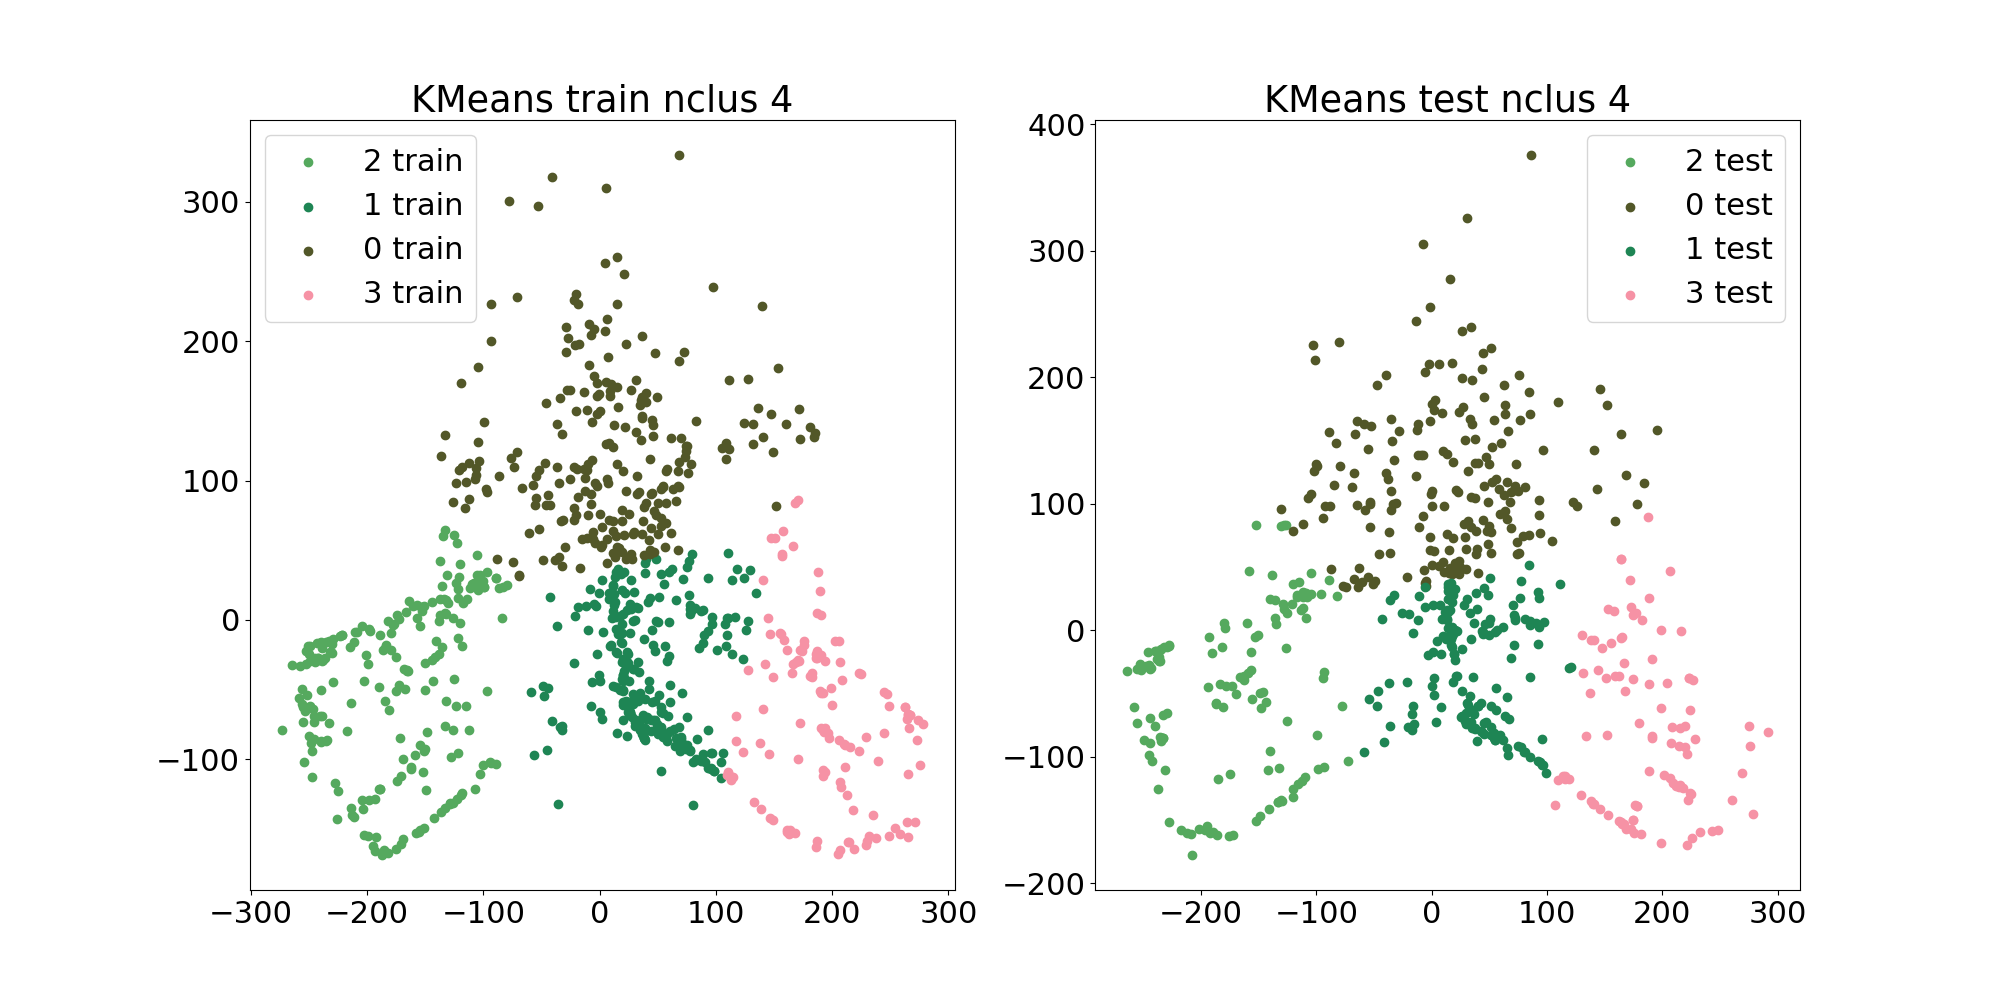 KMeans train nclus 4
2 train
1 train
0 train
3 train
300
200
100
0
−100
−300 −200 −100 0 100 200 300
KMeans test nclus 4
2 test
0 test
1 test
3 test
400
300
200
100
0
−100
−200
−200 −100 0 100 200 300